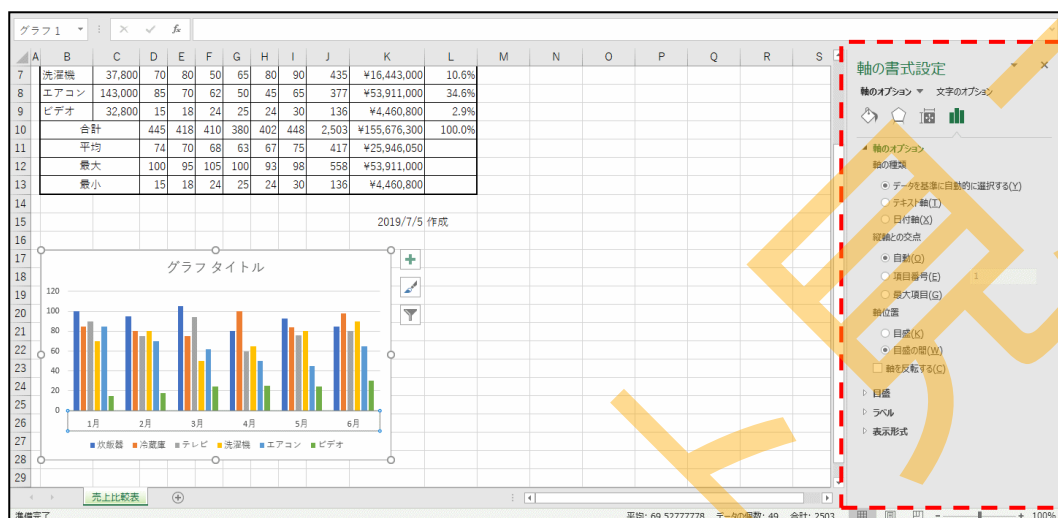 グラフ 1
fx
A B C D E F G H I J K L M N O P Q R S
7 洗濯機 37,800 70 80 50 65 80 90 435 ¥16,443,000 10.6%
8 エアコン 143,000 85 70 62 50 45 65 377 ¥53,911,000 34.6%
9 ビデオ 32,800 15 18 24 25 24 30 136 ¥4,460,800 2.9%
10 合計 445 418 410 380 402 448 2,503 ¥155,676,300 100.0%
11 平均 74 70 68 63 67 75 417 ¥25,946,050
12 最大 100 95 105 100 93 98 558 ¥53,911,000
13 最小 15 18 24 25 24 30 136 ¥4,460,800
14
15 2019/7/5 作成
16
17
18
19
20
21
22
23
24
25
26
27
28
29
グラフ タイトル
120
100
80
60
40
20
0
1月 2月 3月 4月 5月 6月
炊飯器 冷蔵庫 テレビ 洗濯機 エアコン ビデオ
売上比較表
準備完了 平均: 69.52777778 データの個数: 49 合計: 2503 100%
軸の書式設定
軸のオプション 文字のオプション
軸のオプション
軸の種類
データを基準に自動的に選択する(Y)
テキスト軸(T)
日付軸(X)
縦軸との交点
自動(O)
項目番号(E) 1
最大項目(G)
軸位置
目盛(K)
目盛の間(W)
軸を反転する(C)
目盛
ラベル
表示形式